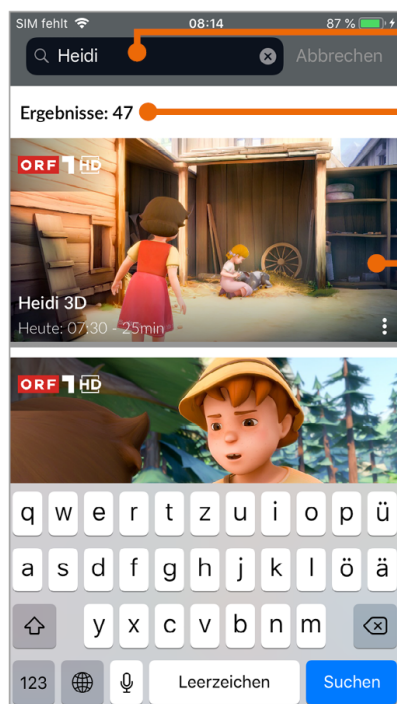 SIM fehlt 08:14 87 %
Heidi Abbrechen
Ergebnisse: 47
ORF 1 HD
Heidi 3D
Heute: 07:30 - 25min
ORF 1 HD
q w e r t z u i o p ü
a s d f g h j k l ö ä
y x c v b n m
123 Leerzeichen Suchen